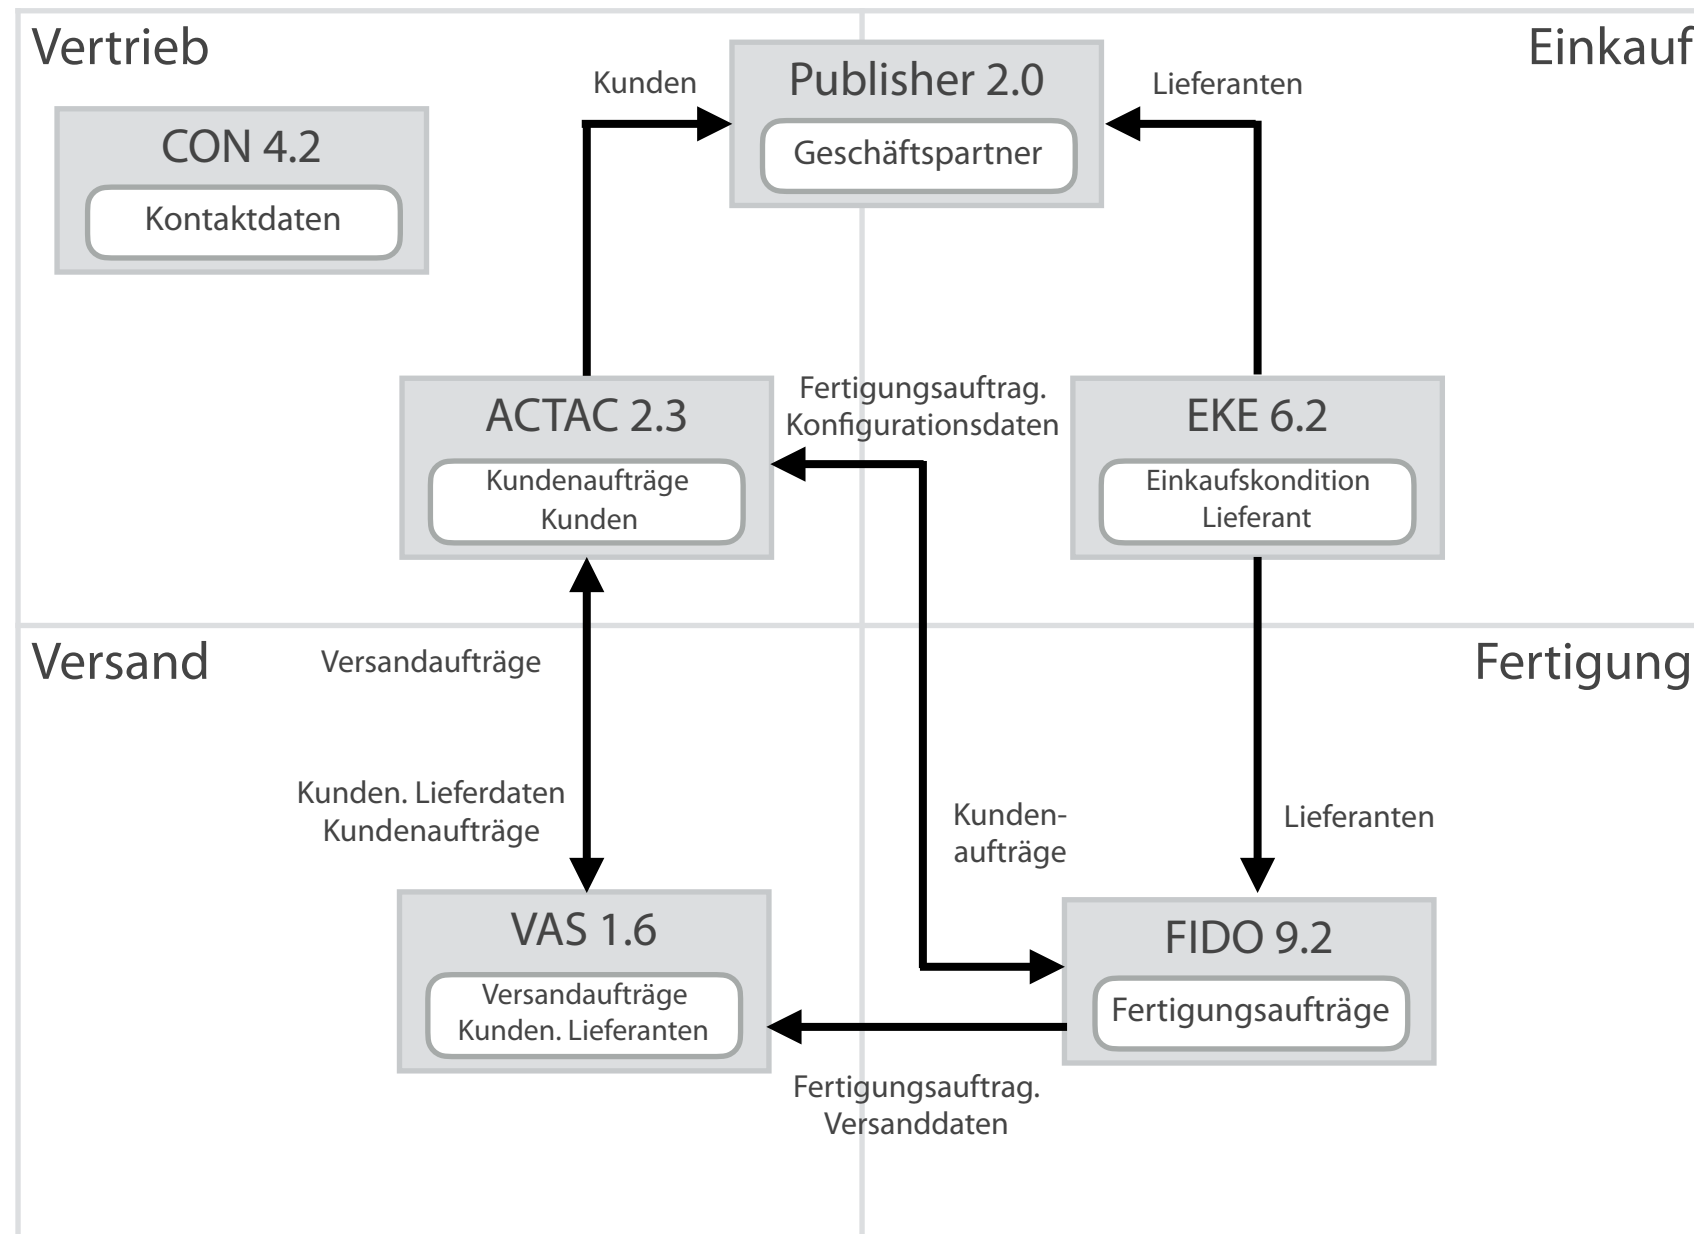 Vertrieb
Einkauf
Kunden
Publisher 2.0
Lieferanten
Geschäftspartner
CON 4.2
Kontaktdaten
Fertigungsauftrag.
Konfigurationsdaten
ACTAC 2.3
Kundenaufträge
Kunden
EKE 6.2
Einkaufskondition
Lieferant
Versand
Versandaufträge
Fertigung
Kunden. Lieferdaten
Kundenaufträge
Kunden-
aufträge
Lieferanten
VAS 1.6
Versandaufträge
Kunden. Lieferanten
FIDO 9.2
Fertigungsaufträge
Fertigungsauftrag.
Versanddaten